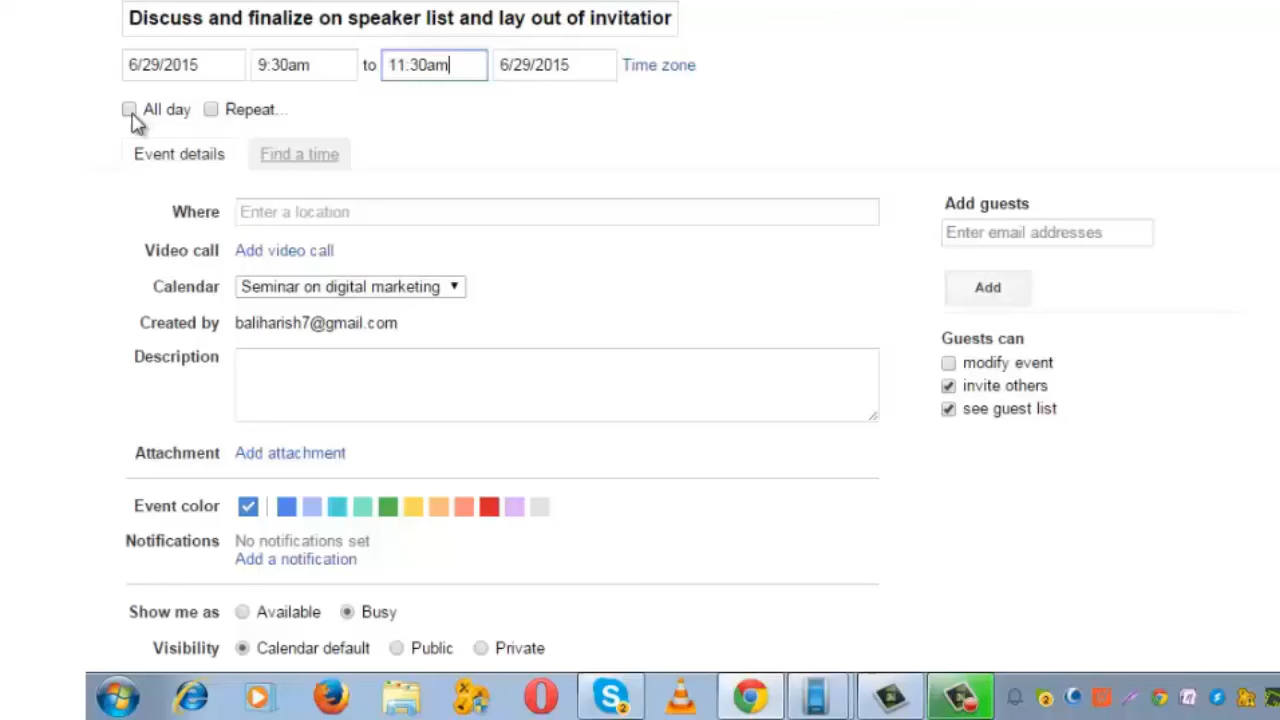 Discuss and finalize on speaker list and lay out of invitatior
6/29/2015 9:30am to 11:30am 6/29/2015 Time zone
All day Repeat...
Event details Find a time
Where Enter a location
Video call Add video call
Calendar Seminar on digital marketing
Created by baliharish7@gmail.com
Description
Attachment Add attachment
Event color
Notifications No notifications set
Add a notification
Show me as Available Busy
Visibility Calendar default Public Private
Add guests
Enter email addresses
Add
Guests can
modify event
invite others
see guest list
2
2